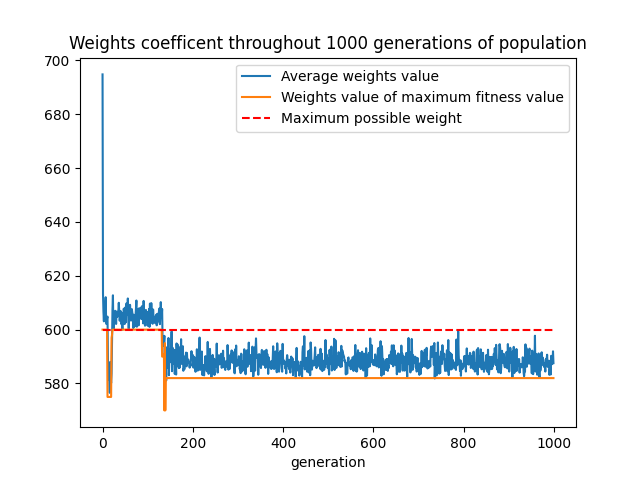 Weights coefficent throughout 1000 generations of population
700
680
660
640
620
600
580
Average weights value
Weights value of maximum fitness value
Maximum possible weight
0 200 400 600 800 1000
generation